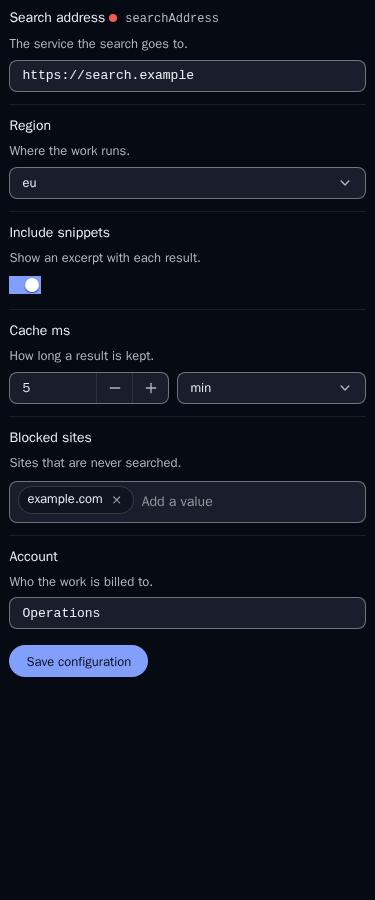 Search address searchAddress
The service the search goes to.
https://search.example
Region
Where the work runs.
eu
Include snippets
Show an excerpt with each result.
Cache ms
How long a result is kept.
5 min
Blocked sites
Sites that are never searched.
example.com Add a value
Account
Who the work is billed to.
Operations
Save configuration